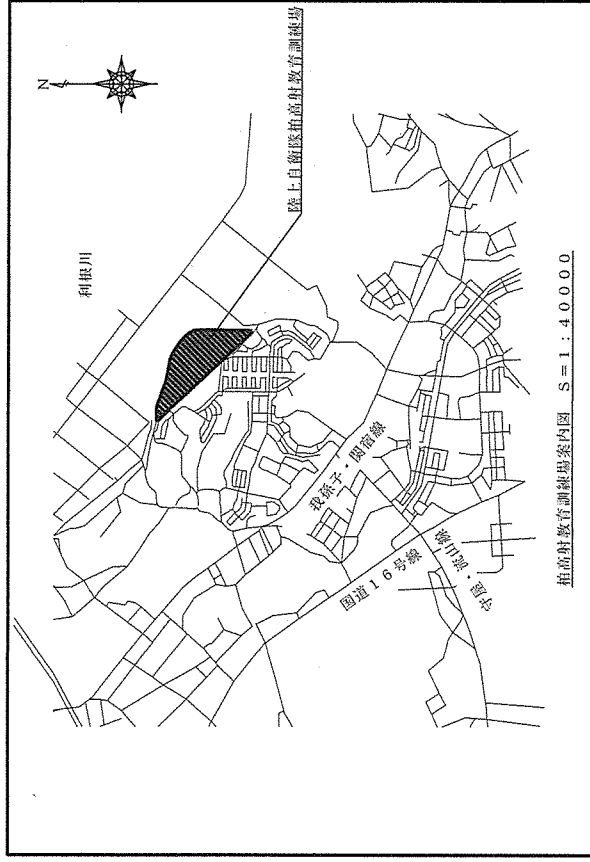 N
利根川
陸上自衛隊柏高射教育訓練場
我孫子・関宿線
国道16号線
守屋・流山線
柏高射教育訓練場案内図 S=1:40000